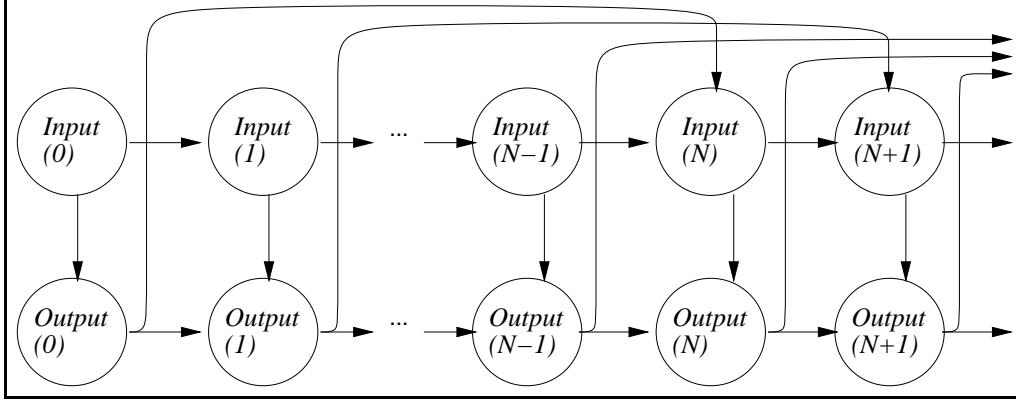 Input
(0)
Input
(1)
...
Input
(N−1)
Input
(N)
Input
(N+1)
Output
(0)
Output
(1)
...
Output
(N−1)
Output
(N)
Output
(N+1)